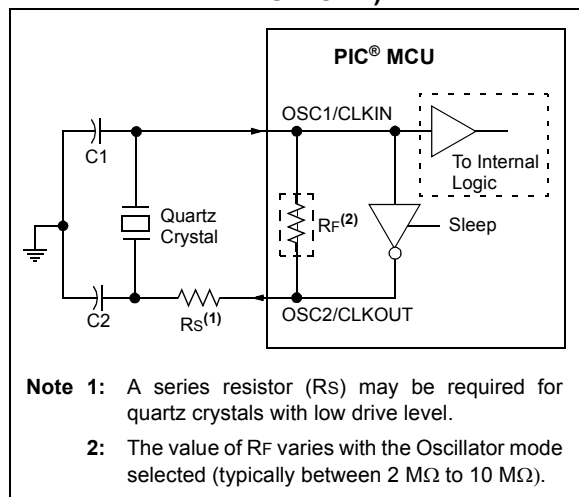 PIC® MCU
OSC1/CLKIN
C1
To Internal
Logic
Quartz
Crystal
RF(2)
Sleep
C2
RS(1)
OSC2/CLKOUT
Note 1: A series resistor (RS) may be required for
quartz crystals with low drive level.
2: The value of RF varies with the Oscillator mode
selected (typically between 2 MΩ to 10 MΩ).